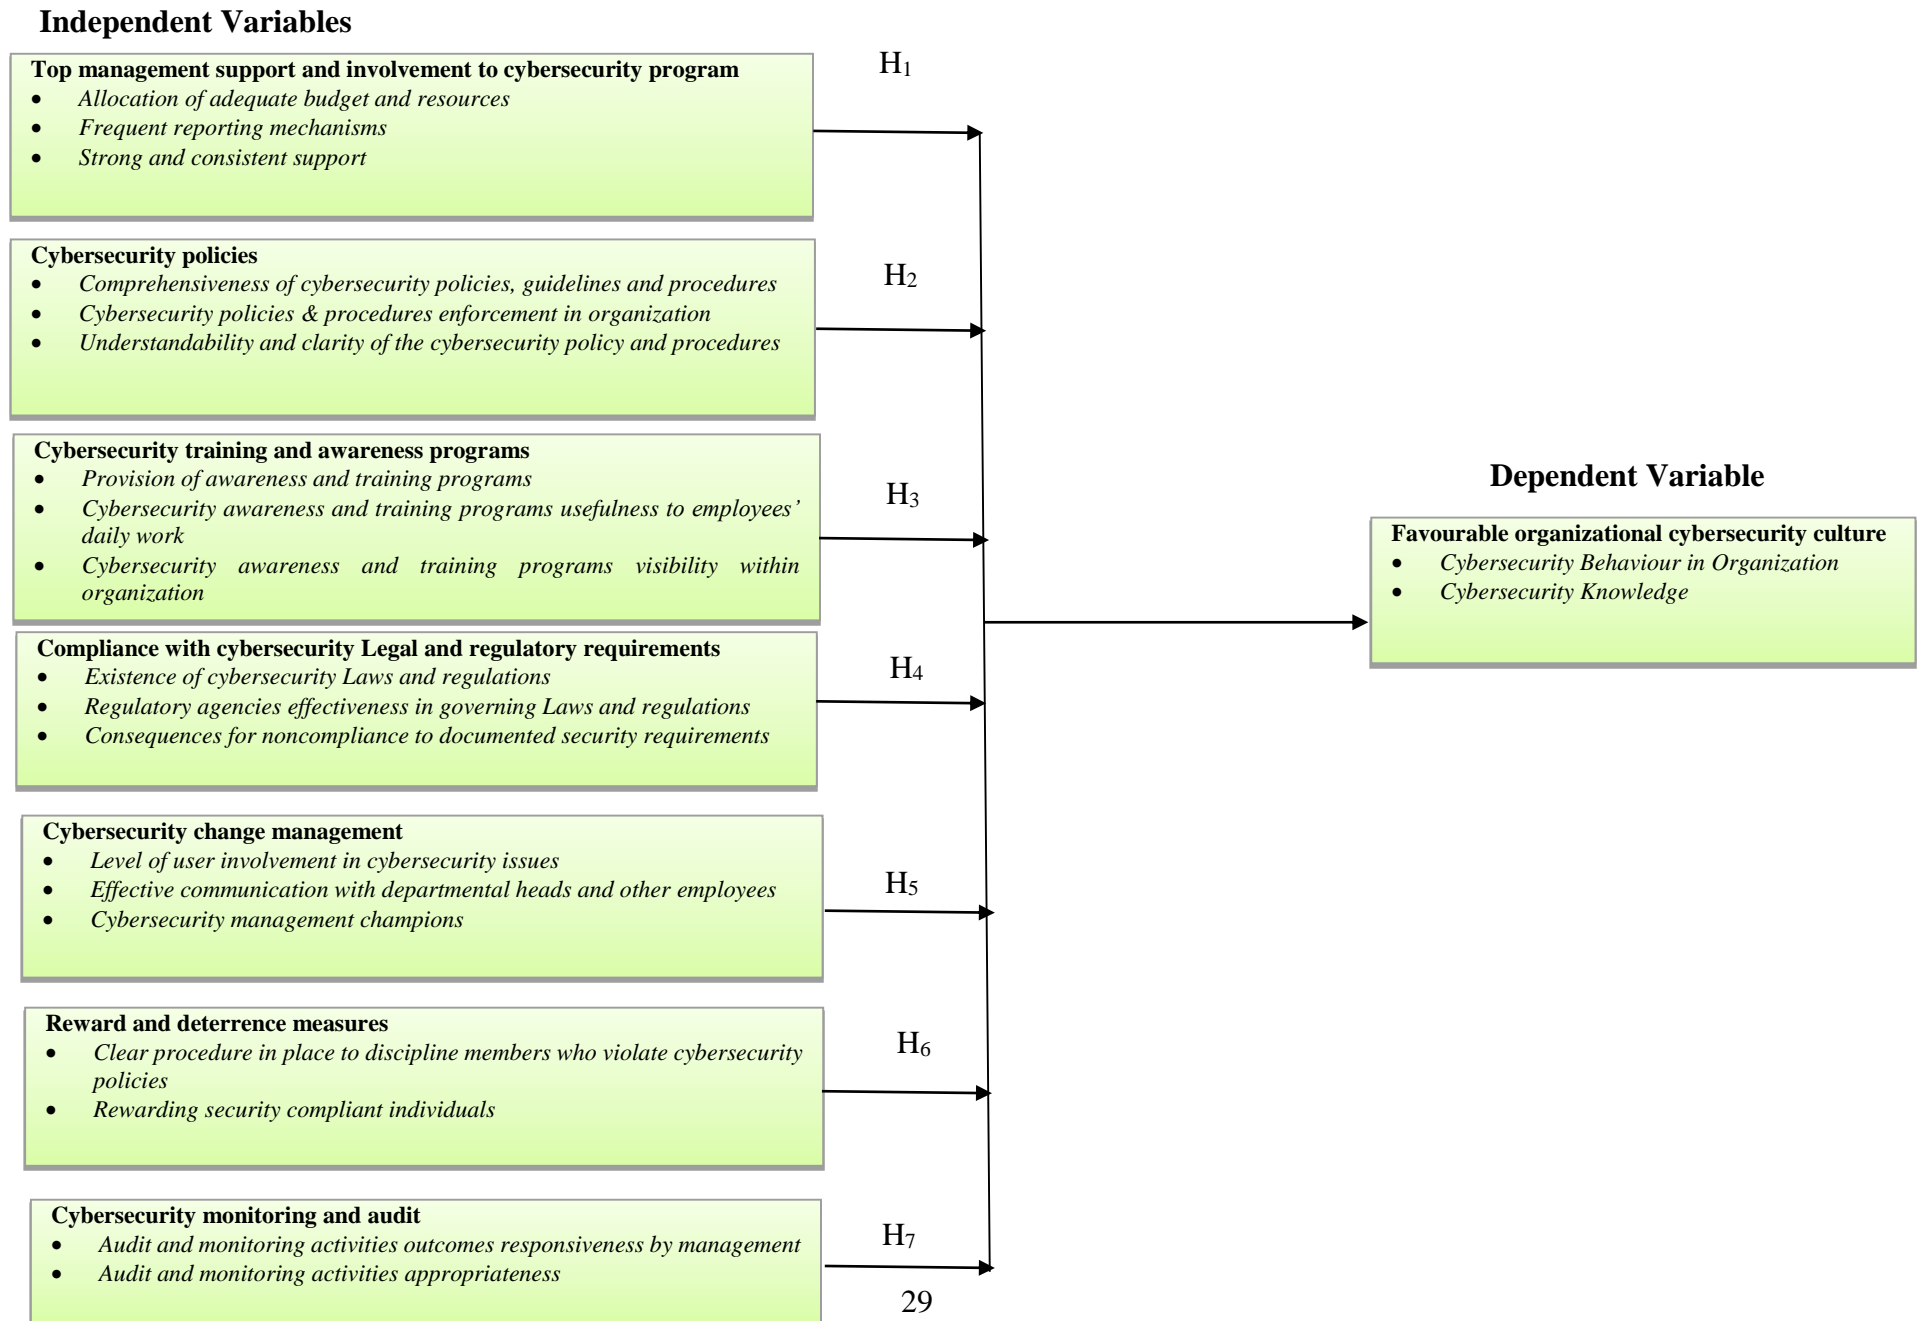 Independent Variables
Top management support and involvement to cybersecurity program
• Allocation of adequate budget and resources
• Frequent reporting mechanisms
• Strong and consistent support
H1
Cybersecurity policies
• Comprehensiveness of cybersecurity policies, guidelines and procedures
• Cybersecurity policies & procedures enforcement in organization
• Understandability and clarity of the cybersecurity policy and procedures
H2
Cybersecurity training and awareness programs
• Provision of awareness and training programs
• Cybersecurity awareness and training programs usefulness to employees’
daily work
• Cybersecurity awareness and training programs visibility within
organization
H3
Compliance with cybersecurity Legal and regulatory requirements
• Existence of cybersecurity Laws and regulations
• Regulatory agencies effectiveness in governing Laws and regulations
• Consequences for noncompliance to documented security requirements
H4
Cybersecurity change management
• Level of user involvement in cybersecurity issues
• Effective communication with departmental heads and other employees
• Cybersecurity management champions
H5
Reward and deterrence measures
• Clear procedure in place to discipline members who violate cybersecurity
policies
• Rewarding security compliant individuals
H6
Cybersecurity monitoring and audit
• Audit and monitoring activities outcomes responsiveness by management
• Audit and monitoring activities appropriateness
H7
Dependent Variable
Favourable organizational cybersecurity culture
• Cybersecurity Behaviour in Organization
• Cybersecurity Knowledge
29